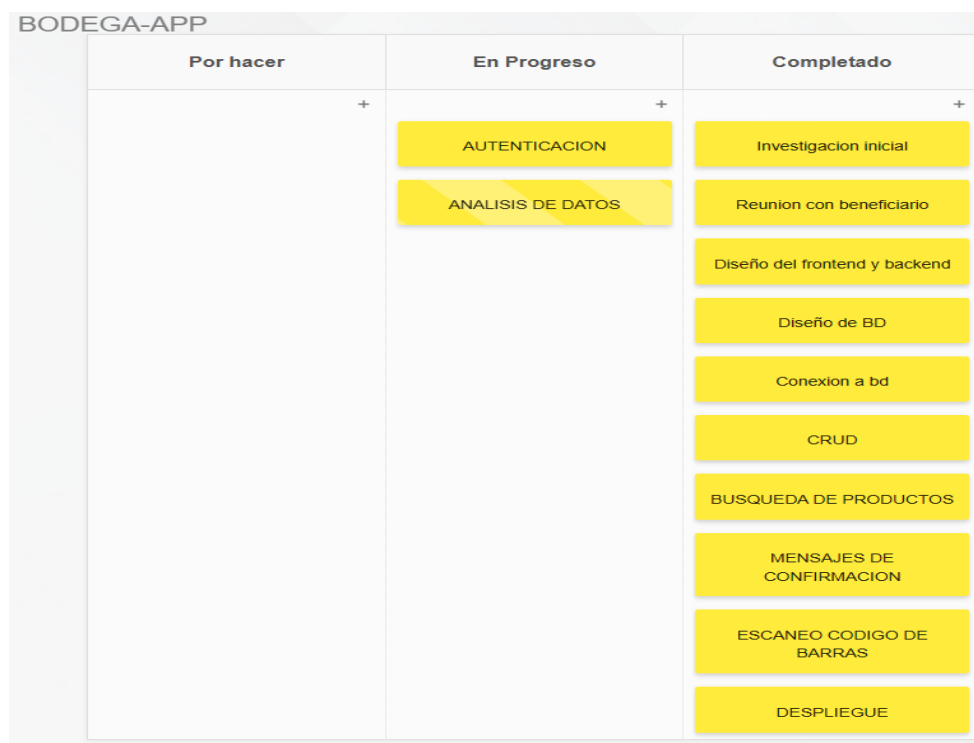 BODEGA-APP
Por hacer
En Progreso
Completado
+
+
+
AUTENTICACION
ANALISIS DE DATOS
Investigacion inicial
Reunion con beneficiario
Diseño del frontend y backend
Diseño de BD
Conexion a bd
CRUD
BUSQUEDA DE PRODUCTOS
MENSAJES DE
CONFIRMACION
ESCANEO CODIGO DE
BARRAS
DESPLIEGUE